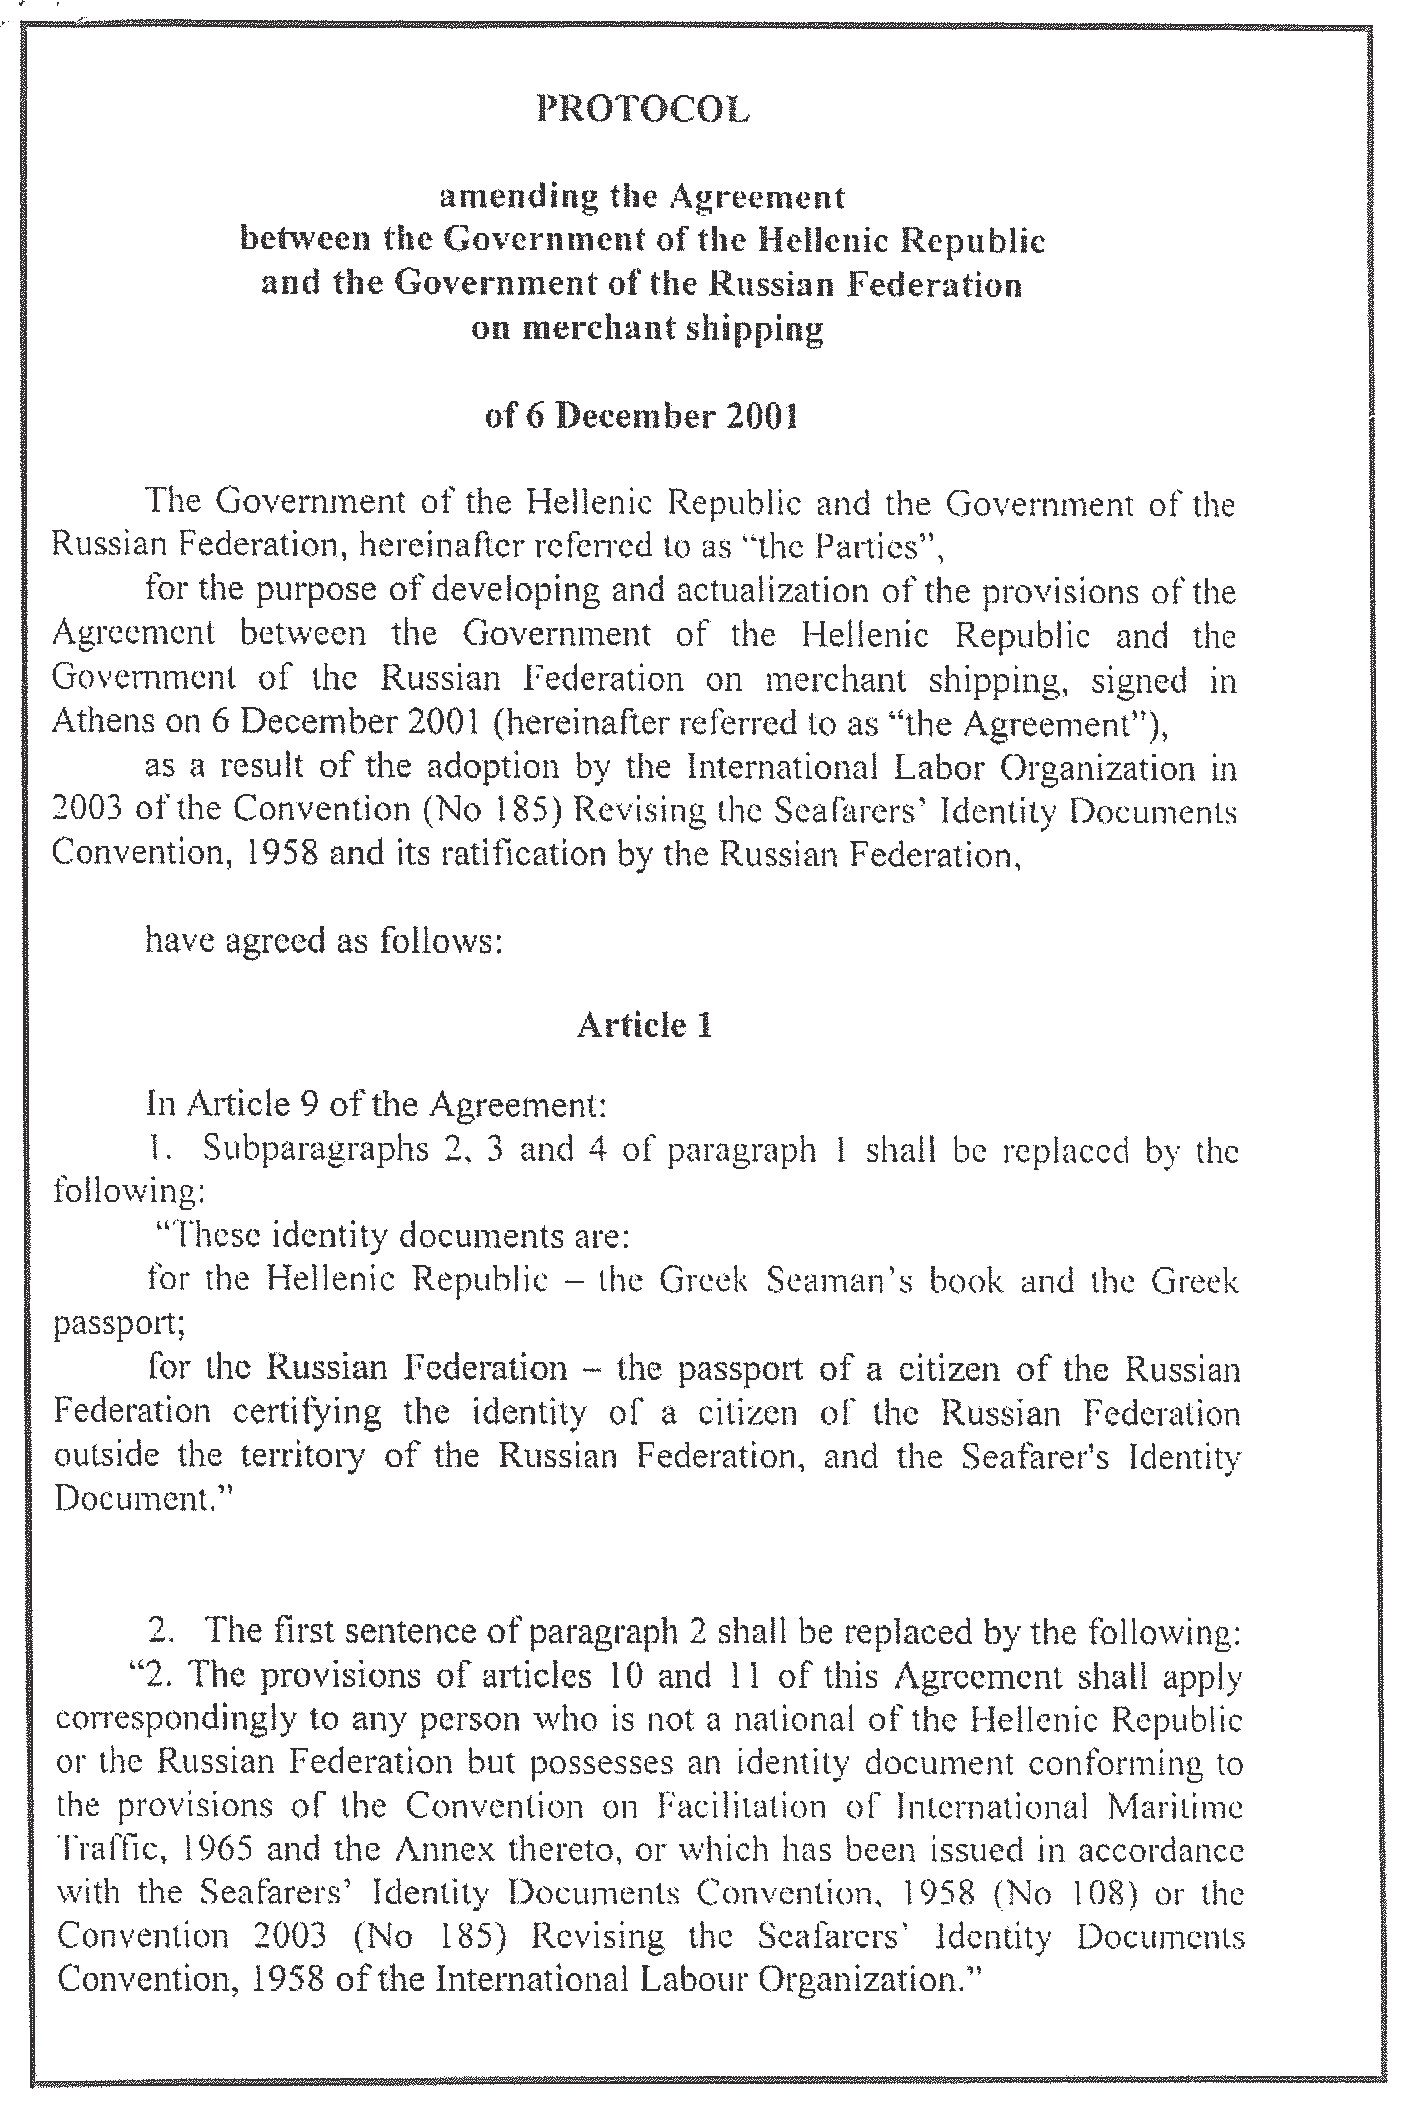 PROTOCOL
amending the Agreement
between the Government of the Hellenic Republic
and the Government of the Russian Federation
on merchant shipping
of 6 December 2001
The Government of the Hellenic Republic and the Government of the
Russian Federation, hereinafter referred to as “the Parties”,
for the purpose of developing and actualization of the provisions of the
Agreement between the Government of the Hellenic Republic and the
Government of the Russian Federation on merchant shipping, signed in
Athens on 6 December 2001 (hereinafter referred to as “the Agreement”),
as a result of the adoption by the International Labor Organization in
2003 of the Convention (No 185) Revising the Seafarers’ Identity Documents
Convention, 1958 and its ratification by the Russian Federation,
have agreed as follows:
Article 1
In Article 9 of the Agreement:
1. Subparagraphs 2, 3 and 4 of paragraph 1 shall be replaced by the
following:
“These identity documents are:
for the Hellenic Republic – the Greek Seaman’s book and the Greek
passport;
for the Russian Federation – the passport of a citizen of the Russian
Federation certifying the identity of a citizen of the Russian Federation
outside the territory of the Russian Federation, and the Seafarer’s Identity
Document.”
2. The first sentence of paragraph 2 shall be replaced by the following:
“2. The provisions of articles 10 and 11 of this Agreement shall apply
correspondingly to any person who is not a national of the Hellenic Republic
or the Russian Federation but possesses an identity document conforming to
the provisions of the Convention on Facilitation of International Maritime
Traffic, 1965 and the Annex thereto, or which has been issued in accordance
with the Seafarers’ Identity Documents Convention, 1958 (No 108) or the
Convention 2003 (No 185) Revising the Seafarers’ Identity Documents
Convention, 1958 of the International Labour Organization.”